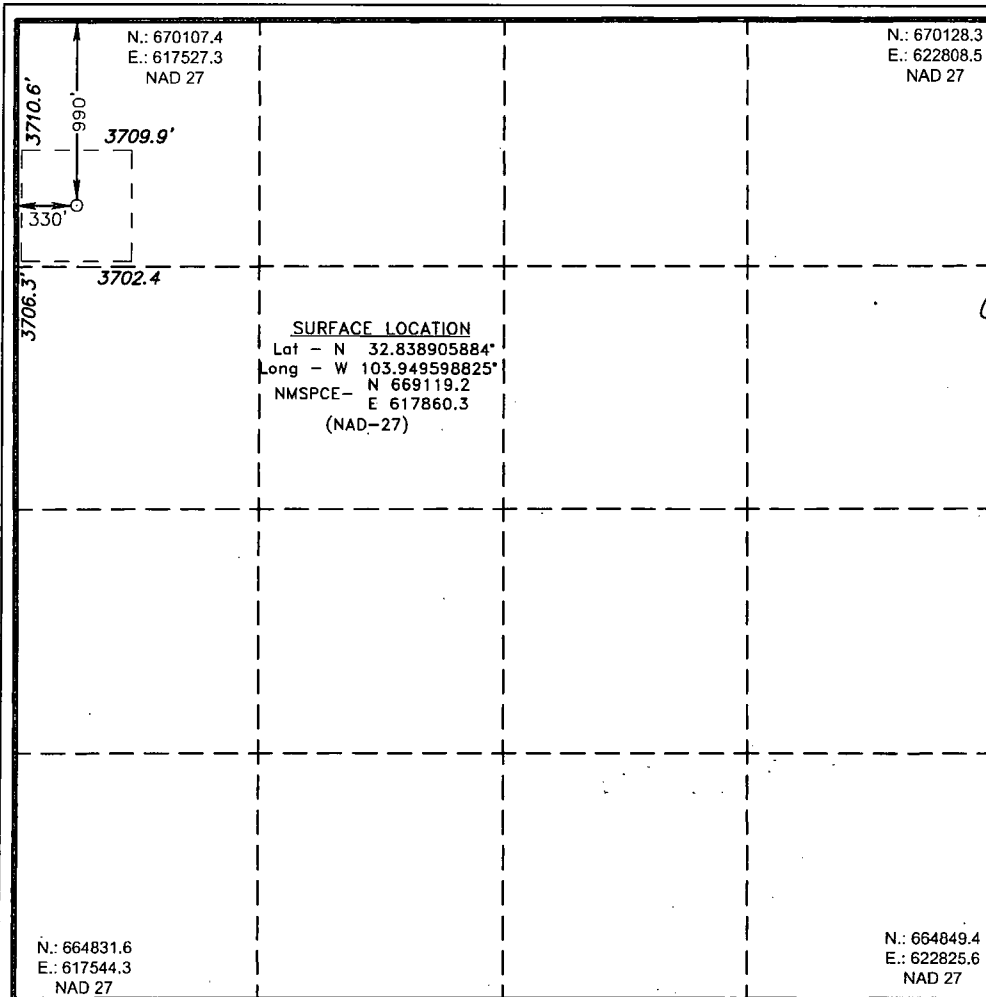 N.: 670107.4
E.: 617527.3
NAD 27
N.: 670128.3
E.: 622808.5
NAD 27
3710.6'
990'
3709.9'
330'
3706.3'
3702.4
SURFACE LOCATION
Lat - N 32.838905884°
Long - W 103.949598825°
NMSPCE- N 669119.2
E 617860.3
(NAD-27)
N.: 664831.6
E.: 617544.3
NAD 27
N.: 664849.4
E.: 622825.6
NAD 27